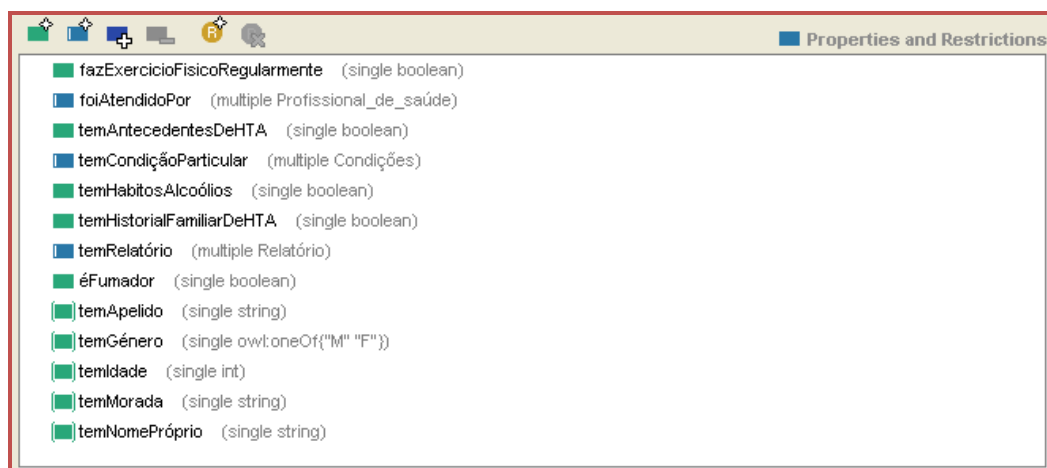 R
Properties and Restrictions
fazExercicioFisicoRegularmente (single boolean)
foiAtendidoPor (multiple Profissional_de_saúde)
temAntecedentesDeHTA (single boolean)
temCondiçãoParticular (multiple Condições)
temHabitosAlcoólios (single boolean)
temHistorialFamiliarDeHTA (single boolean)
temRelatório (multiple Relatório)
éFumador (single boolean)
temApelido (single string)
temGénero (single owl:oneOf{"M" "F"})
temIdade (single int)
temMorada (single string)
temNomePróprio (single string)